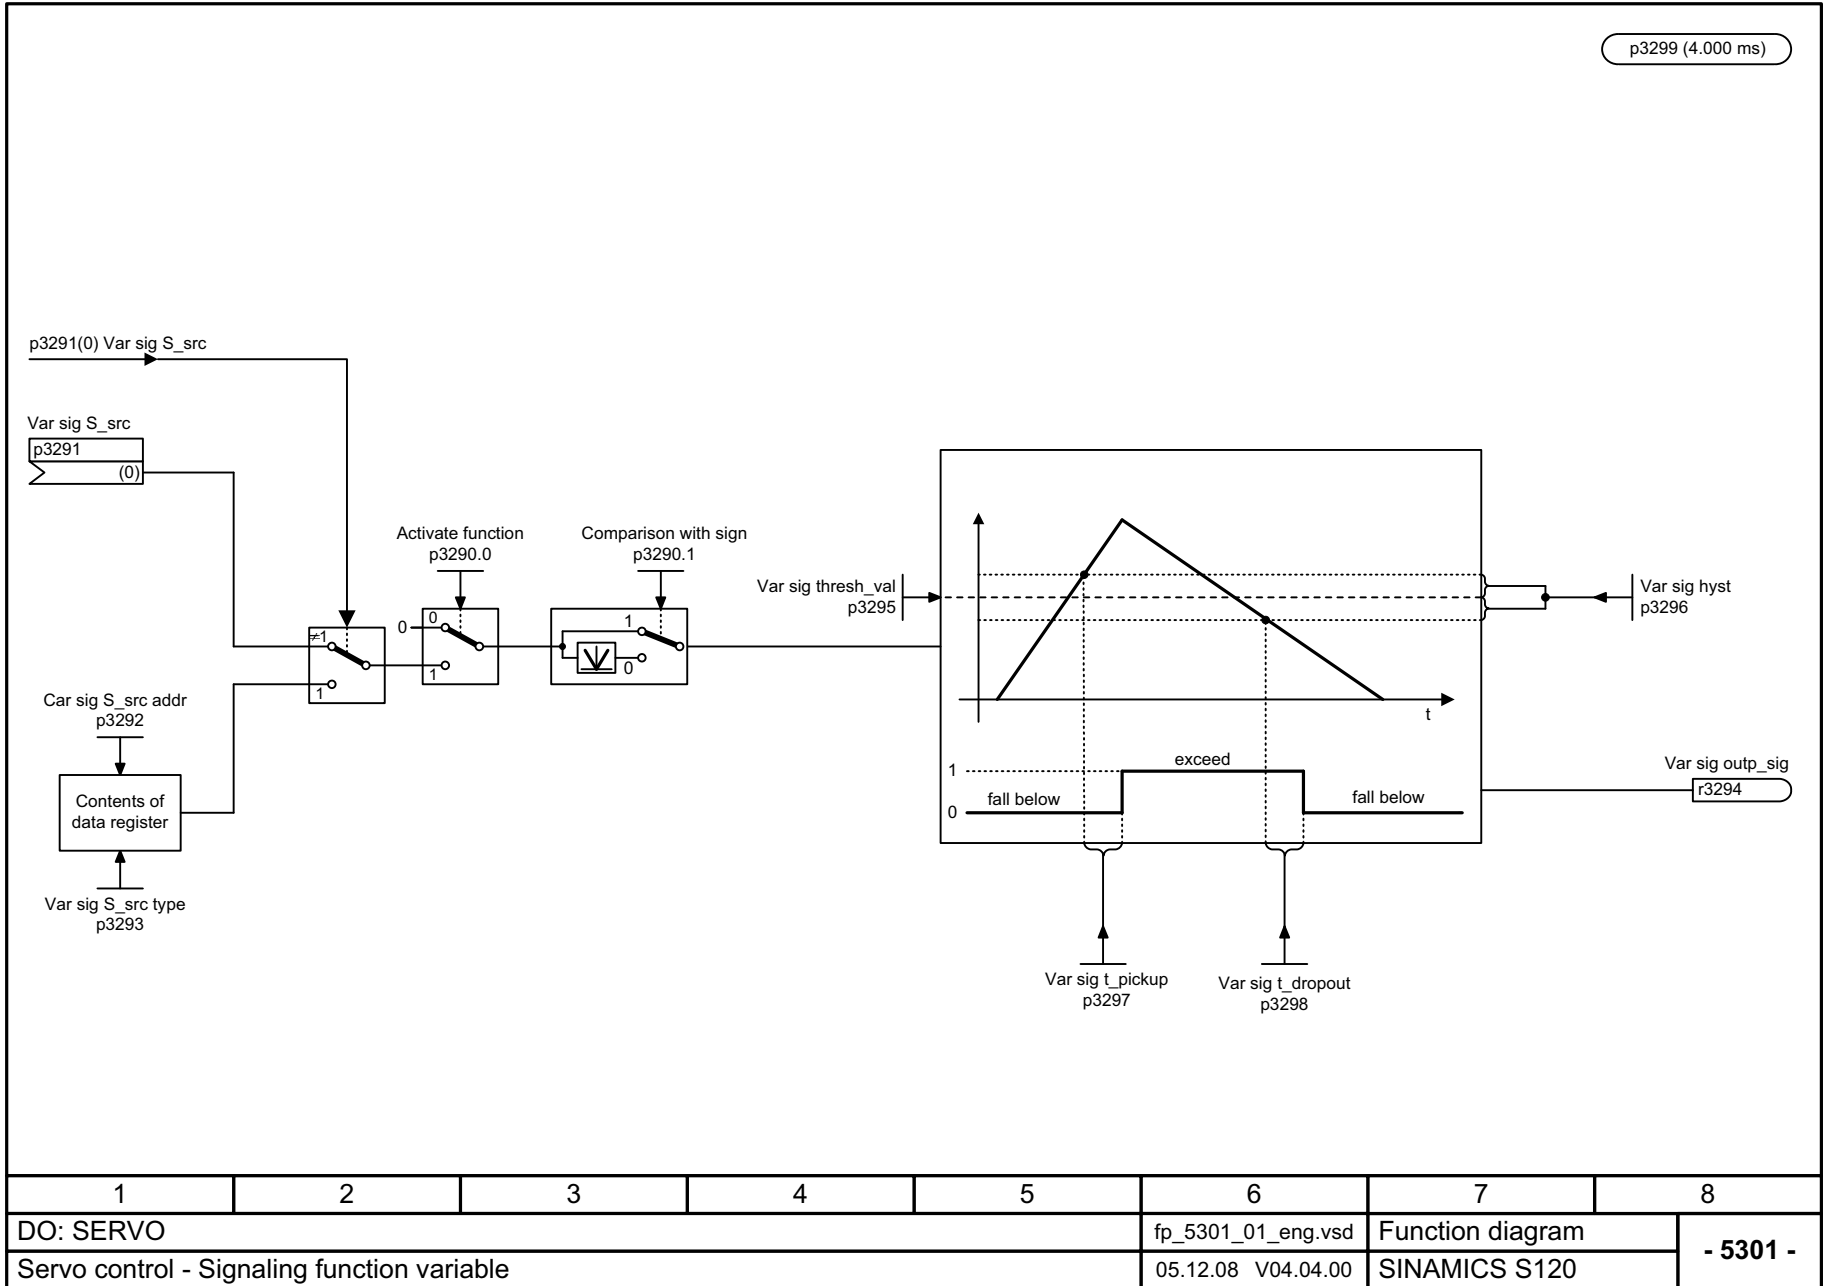 p3299 (4.000 ms)
p3291(0) Var sig S_src
Var sig S_src
p3291
(0)
Activate function
p3290.0
Comparison with sign
p3290.1
Var sig thresh_val
p3295
Var sig hyst
p3296
≠1
1
0
0
1
1
0
Car sig S_src addr
p3292
Contents of
data register
Var sig S_src type
p3293
t
1
exceed
0
fall below
fall below
Var sig outp_sig
r3294
Var sig t_pickup
p3297
Var sig t_dropout
p3298
1 2 3 4 5 6 7 8
DO: SERVO
fp_5301_01_eng.vsd
Function diagram
- 5301 -
Servo control - Signaling function variable
05.12.08 V04.04.00
SINAMICS S120